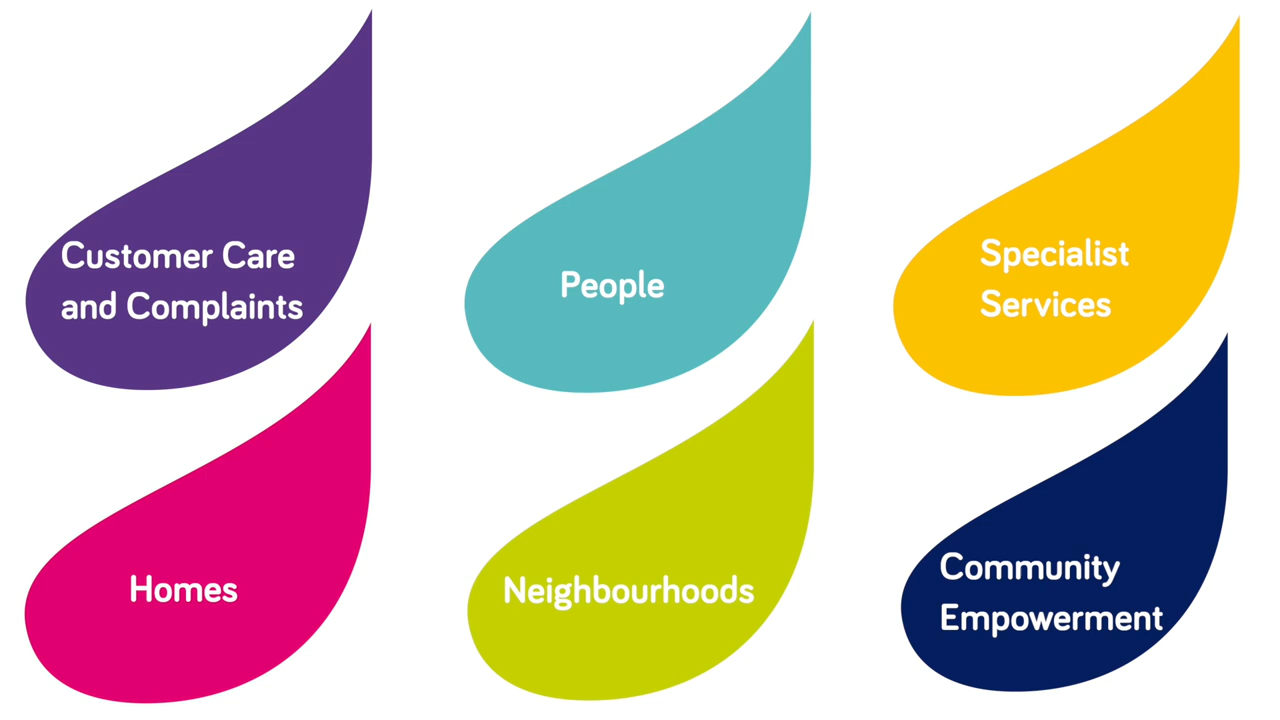 Customer Care
and Complaints
People
Specialist
Services
Homes
Neighbourhoods
Community
Empowerment